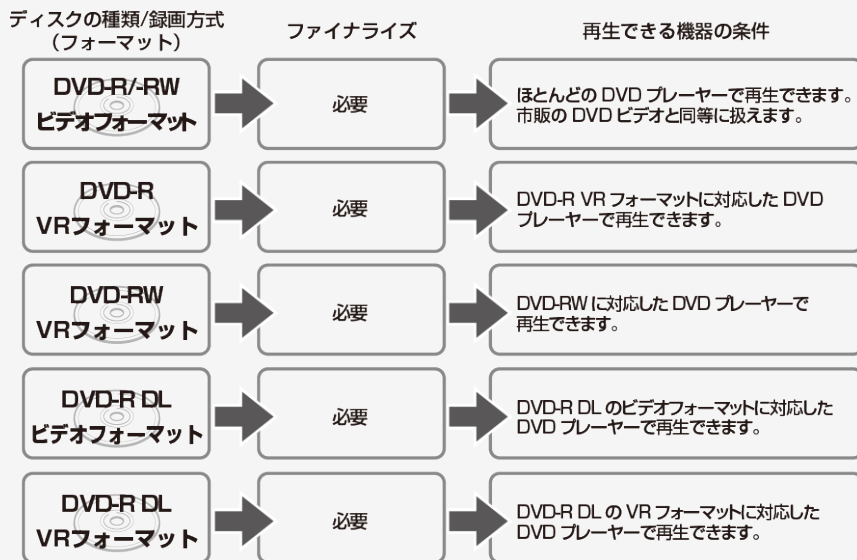 ディスクの種類/録画方式
（フォーマット）
ファイナライズ
再生できる機器の条件
DVD-R/-RW
ビデオフォーマット
必要
ほとんどの DVD プレーヤーで再生できます。
市販の DVD ビデオと同等に扱えます。
DVD-R
VRフォーマット
必要
DVD-R VR フォーマットに対応した DVD
プレーヤーで再生できます。
DVD-RW
VRフォーマット
必要
DVD-RW に対応した DVD プレーヤーで
再生できます。
DVD-R DL
ビデオフォーマット
必要
DVD-R DL のビデオフォーマットに対応した
DVD プレーヤーで再生できます。
DVD-R DL
VRフォーマット
必要
DVD-R DL の VR フォーマットに対応した
DVD プレーヤーで再生できます。